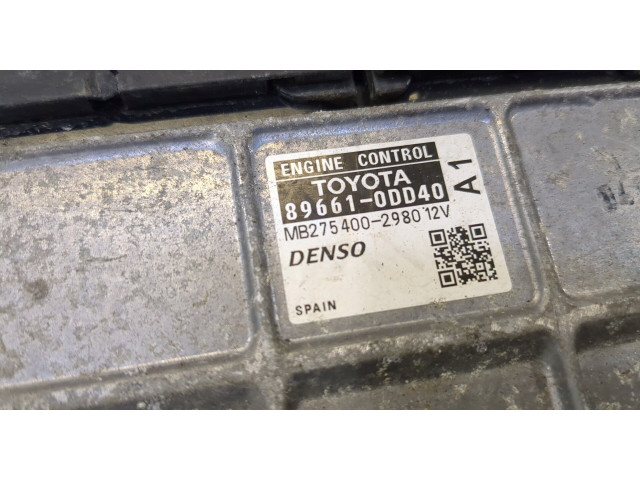 ENGINE CONTROL
TOYOTA
89661-0DD40
A1
MB275400-2980 12V
DENSO
SPAIN